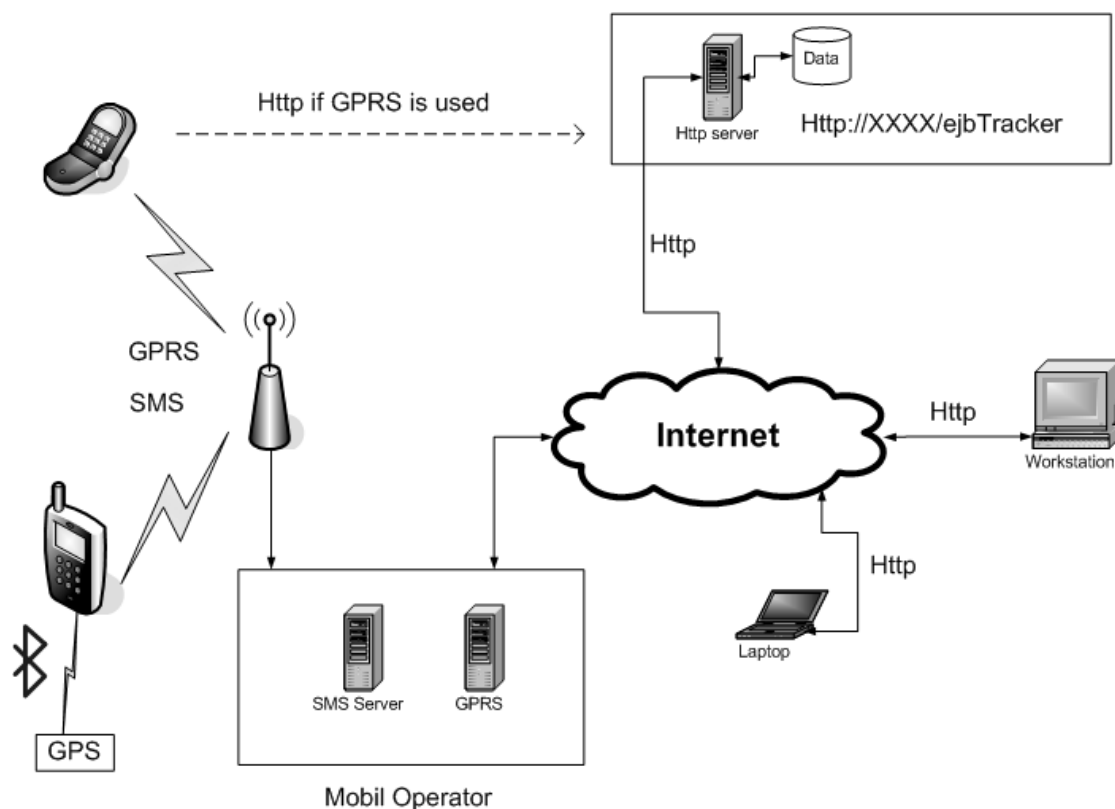 Data
Http if GPRS is used
Http server
Http://XXXX/ejbTracker
Http
GPRS
SMS
Internet
Http
Workstation
Http
Laptop
SMS Server
GPRS
GPS
Mobil Operator